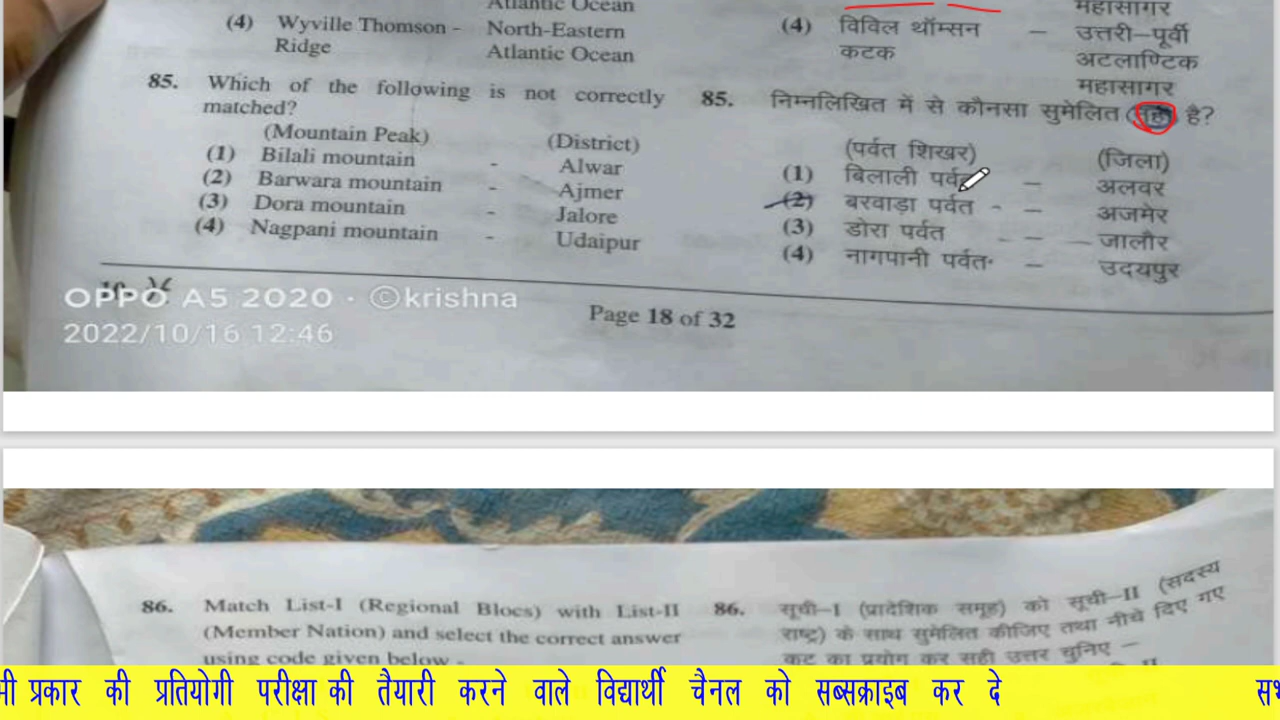 Atlantic Ocean
(4) Wyville Thomson - North-Eastern
Ridge Atlantic Ocean
85. Which of the following is not correctly
matched?
(Mountain Peak) (District)
(1) Bilali mountain - Alwar
(2) Barwara mountain - Ajmer
(3) Dora mountain - Jalore
(4) Nagpani mountain - Udaipur
महासागर
(4) विविल थॉम्सन – उत्तरी-पूर्वी
कटक अटलाण्टिक
महासागर
85. निम्नलिखित में से कौनसा सुमेलित नहीं है?
(पर्वत शिखर) (जिला)
(1) बिलाली पर्वत – अलवर
(2) बरवाड़ा पर्वत - – अजमेर
(3) डोरा पर्वत – जालौर
(4) नागपानी पर्वत – उदयपुर
OPPO A5 2020 · ©krishna
2022/10/16 12:46
Page 18 of 32
86. Match List-I (Regional Blocs) with List-II
(Member Nation) and select the correct answer
using code given below -
86. सूची-I (प्रादेशिक समूह) को सूची-II (सदस्य
राष्ट्र) के साथ सुमेलित कीजिए तथा नीचे दिए गए
कूट का प्रयोग कर सही उत्तर चुनिए –
प्रकार की प्रतियोगी परीक्षा की तैयारी करने वाले विद्यार्थी चैनल को सब्सक्राइब कर दे